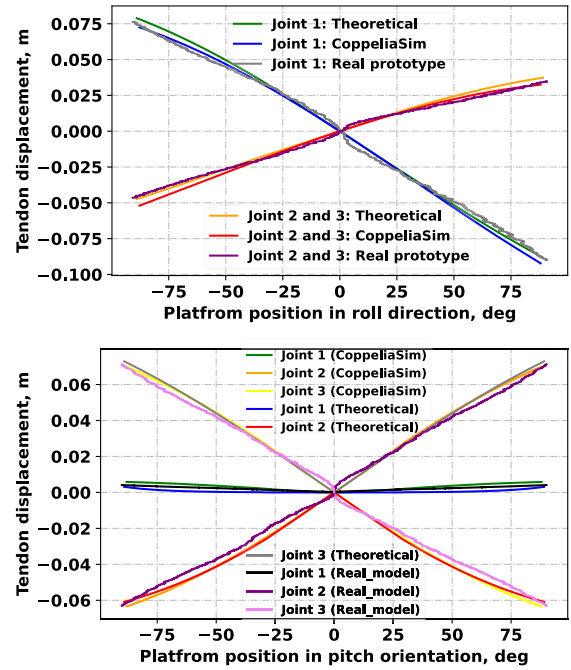 Joint 1: Theoretical
Joint 1: CoppeliaSim
Joint 1: Real prototype
Joint 2 and 3: Theoretical
Joint 2 and 3: CoppeliaSim
Joint 2 and 3: Real prototype
0.075
0.050
0.025
0.000
−0.025
−0.050
−0.075
−0.100
Tendon displacement, m
−75
−50
−25
0
25
50
75
Platfrom position in roll direction, deg
Joint 1 (CoppeliaSim)
Joint 2 (CoppeliaSim)
Joint 3 (CoppeliaSim)
Joint 1 (Theoretical)
Joint 2 (Theoretical)
Joint 3 (Theoretical)
Joint 1 (Real_model)
Joint 2 (Real_model)
Joint 3 (Real_model)
0.06
0.04
0.02
0.00
−0.02
−0.04
−0.06
Tendon displacement, m
−75
−50
−25
0
25
50
75
Platfrom position in pitch orientation, deg